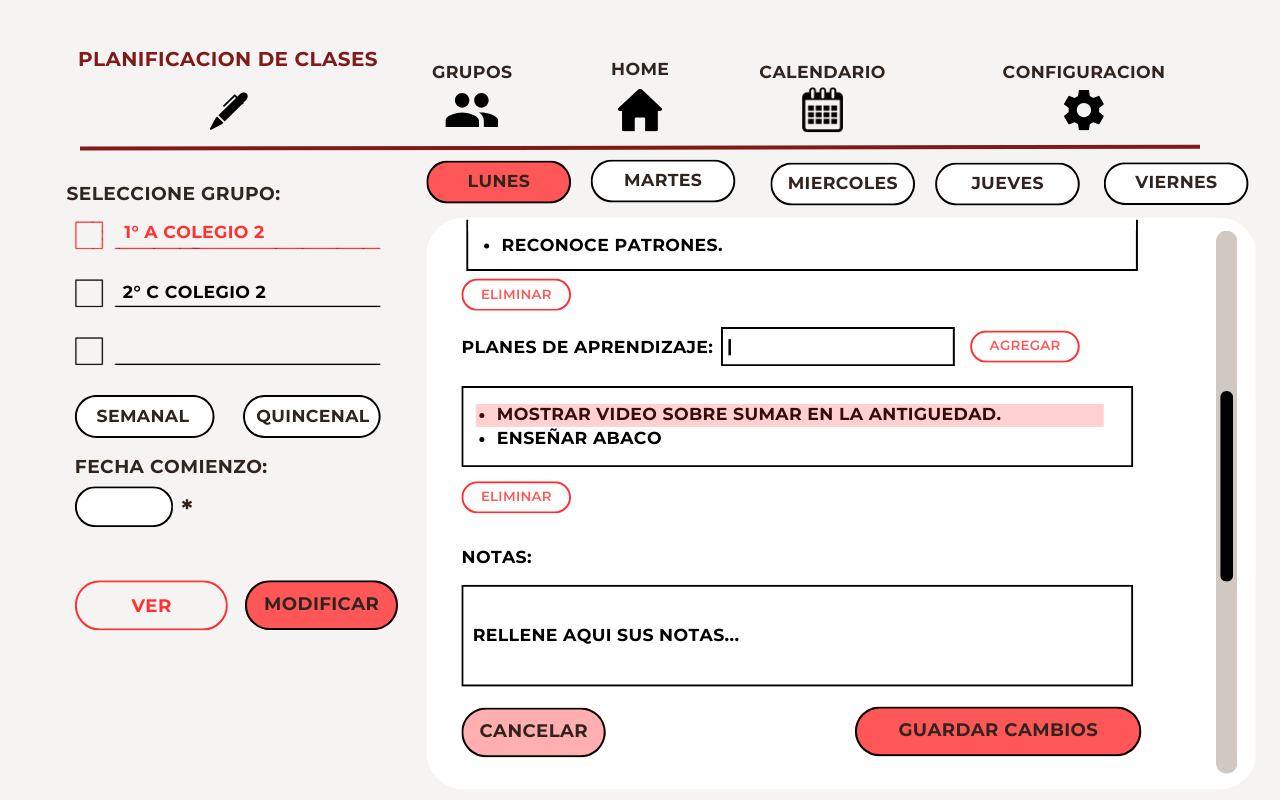 PLANIFICACION DE CLASES
GRUPOS
HOME
CALENDARIO
CONFIGURACION
SELECCIONE GRUPO:
1° A COLEGIO 2
2° C COLEGIO 2
SEMANAL
QUINCENAL
FECHA COMIENZO:
*
VER
MODIFICAR
LUNES
MARTES
MIERCOLES
JUEVES
VIERNES
• RECONOCE PATRONES.
ELIMINAR
PLANES DE APRENDIZAJE:
AGREGAR
• MOSTRAR VIDEO SOBRE SUMAR EN LA ANTIGUEDAD.
• ENSEÑAR ABACO
ELIMINAR
NOTAS:
RELLENE AQUI SUS NOTAS...
CANCELAR
GUARDAR CAMBIOS